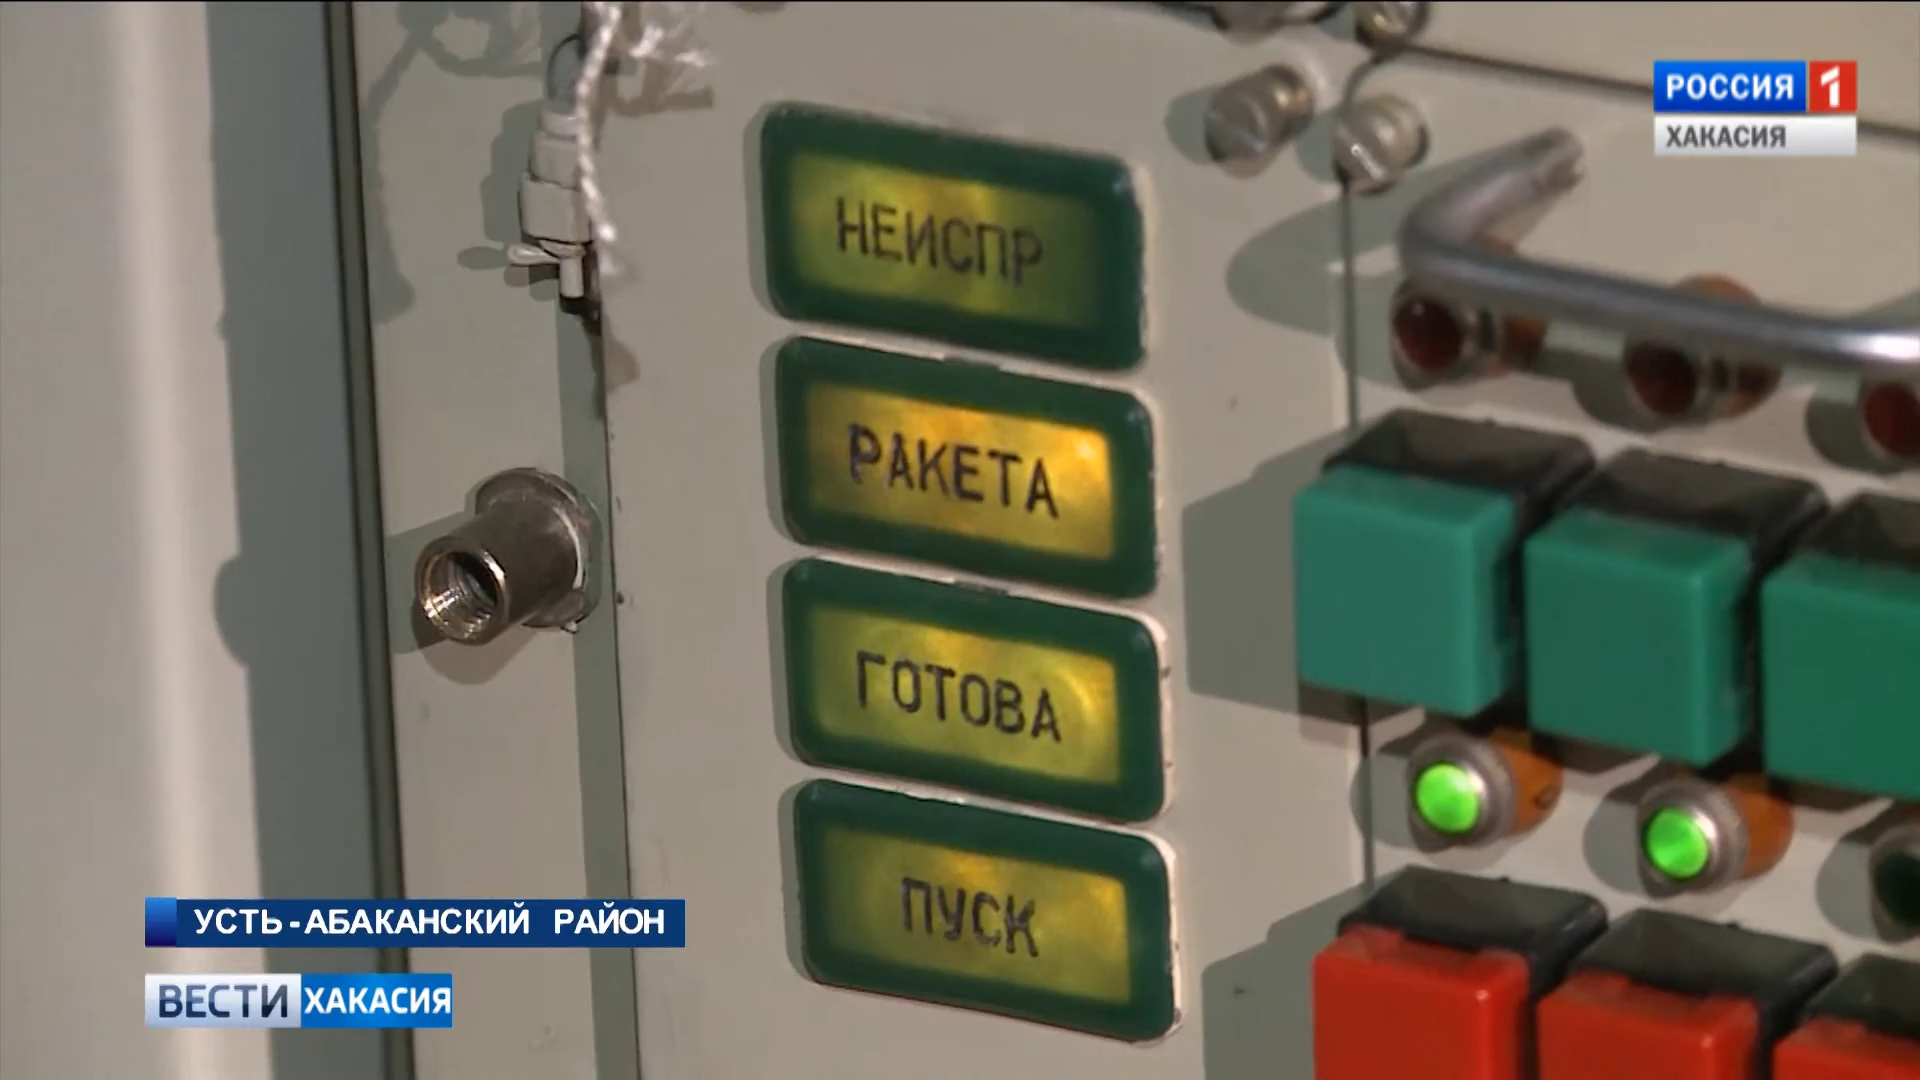 РОССИЯ 1
ХАКАСИЯ
НЕИСПР
РАКЕТА
ГОТОВА
ПУСК
УСТЬ-АБАКАНСКИЙ РАЙОН
ВЕСТИ ХАКАСИЯ